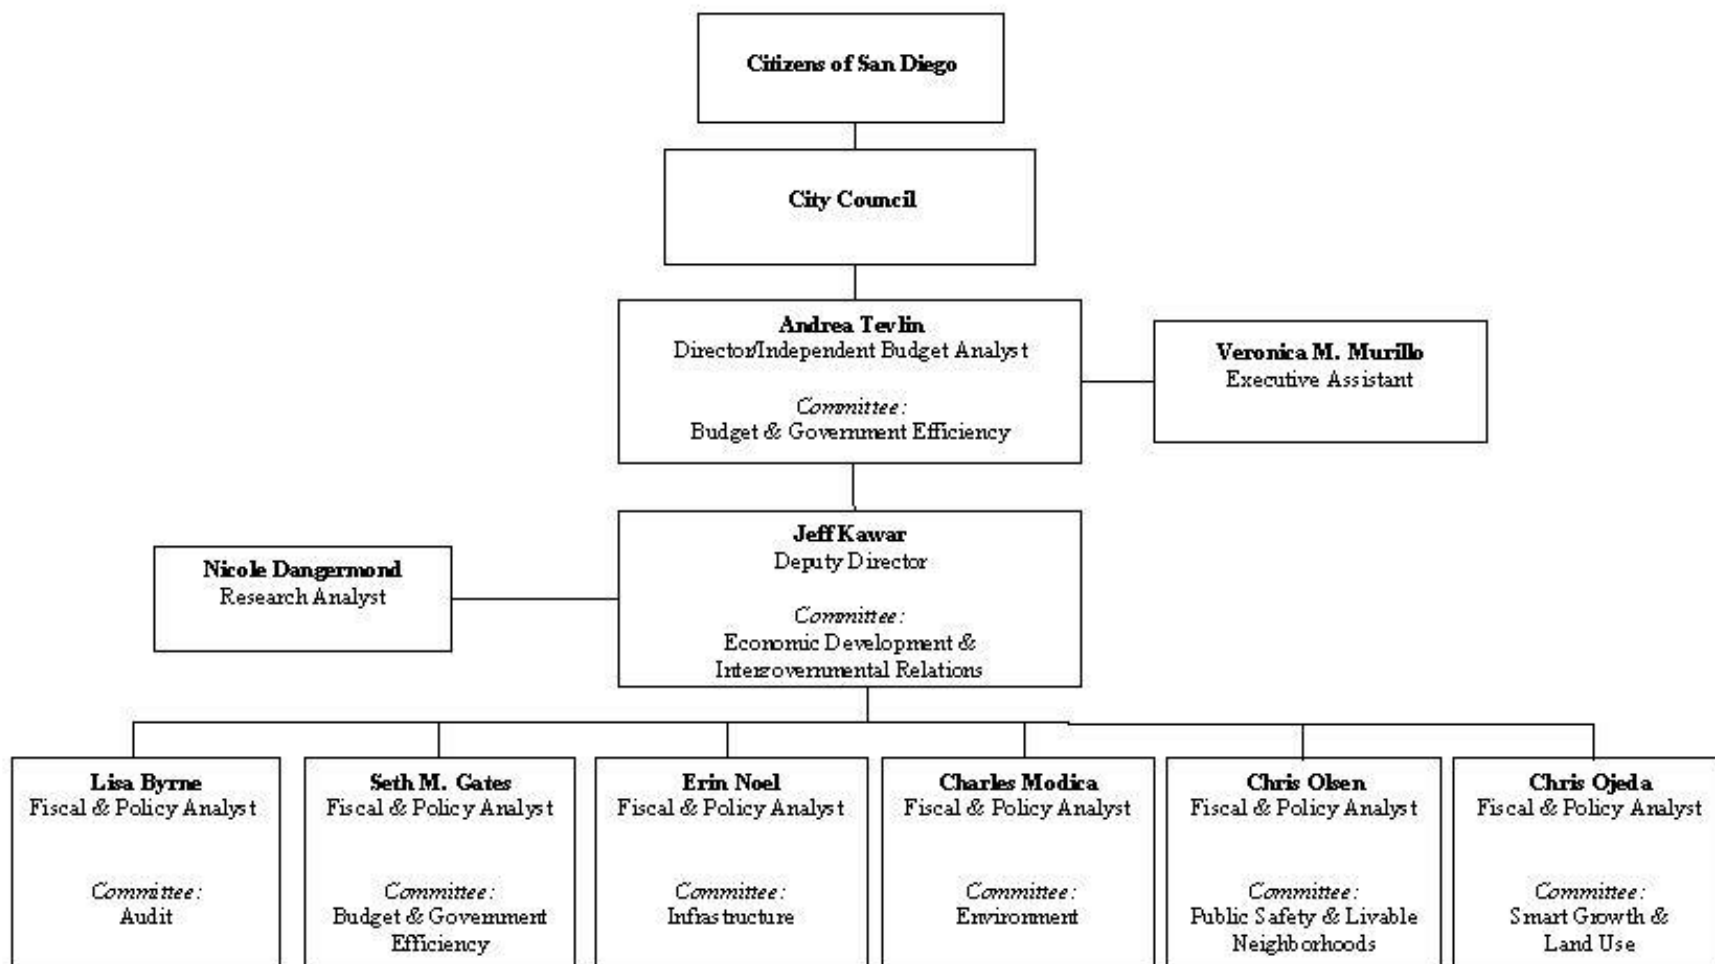 Citizens of San Diego
City Council
Andrea Tevlin
Director/Independent Budget Analyst
Committee:
Budget & Government Efficiency
Veronica M. Murillo
Executive Assistant
Jeff Kawar
Deputy Director
Committee:
Economic Development &
Intergovernmental Relations
Nicole Dangermond
Research Analyst
Lisa Byrne
Fiscal & Policy Analyst
Committee:
Audit
Seth M. Gates
Fiscal & Policy Analyst
Committee:
Budget & Government
Efficiency
Erin Noel
Fiscal & Policy Analyst
Committee:
Infrastructure
Charles Modica
Fiscal & Policy Analyst
Committee:
Environment
Chris Olsen
Fiscal & Policy Analyst
Committee:
Public Safety & Livable
Neighborhoods
Chris Ojeda
Fiscal & Policy Analyst
Committee:
Smart Growth &
Land Use